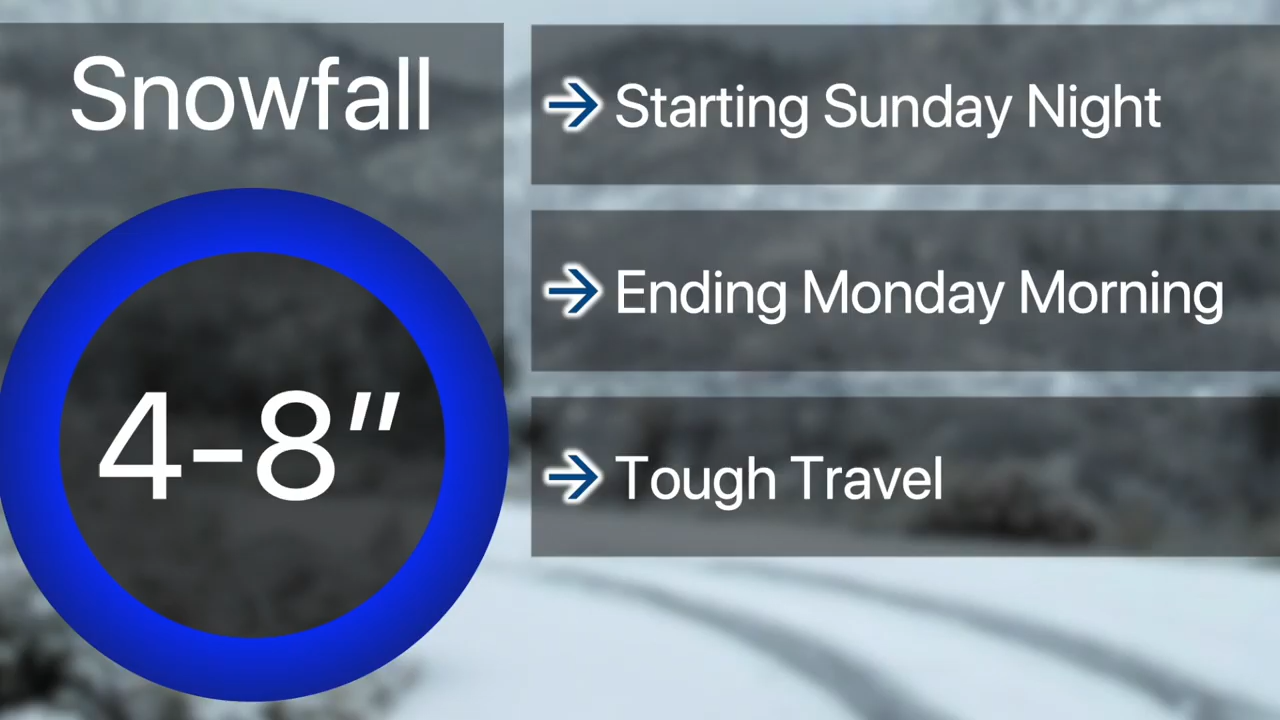 Snowfall
4-8"
Starting Sunday Night
Ending Monday Morning
Tough Travel